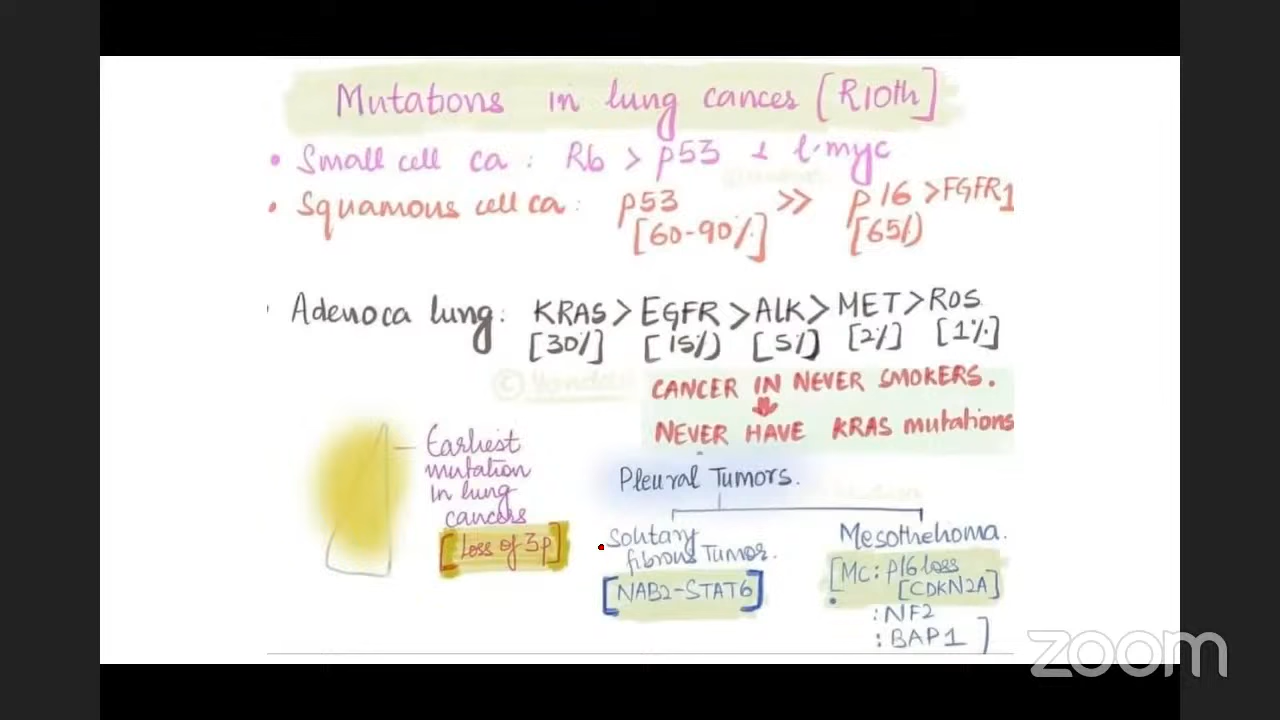 Mutations in lung cances [R10th]
• Small cell ca: Rb > p53 + l-myc
• Squamous cell ca: p53 >> p16 > FGFR1
[60-90%] [65%)
• Adenoca lung: KRAS > EGFR > ALK > MET > ROS
[30%] [15%) [5%) [2%] [1%]
CANCER IN NEVER SMOKERS.
NEVER HAVE KRAS mutations
Earliest
mutation
in lung
cancers
[Loss of 3p]
Pleural Tumors.
Solitary
fibrous Tumor.
[NAB2-STAT6]
Mesothelioma.
[MC: p16 loss
[CDKN2A]
: NF2
: BAP1 ]
zoom